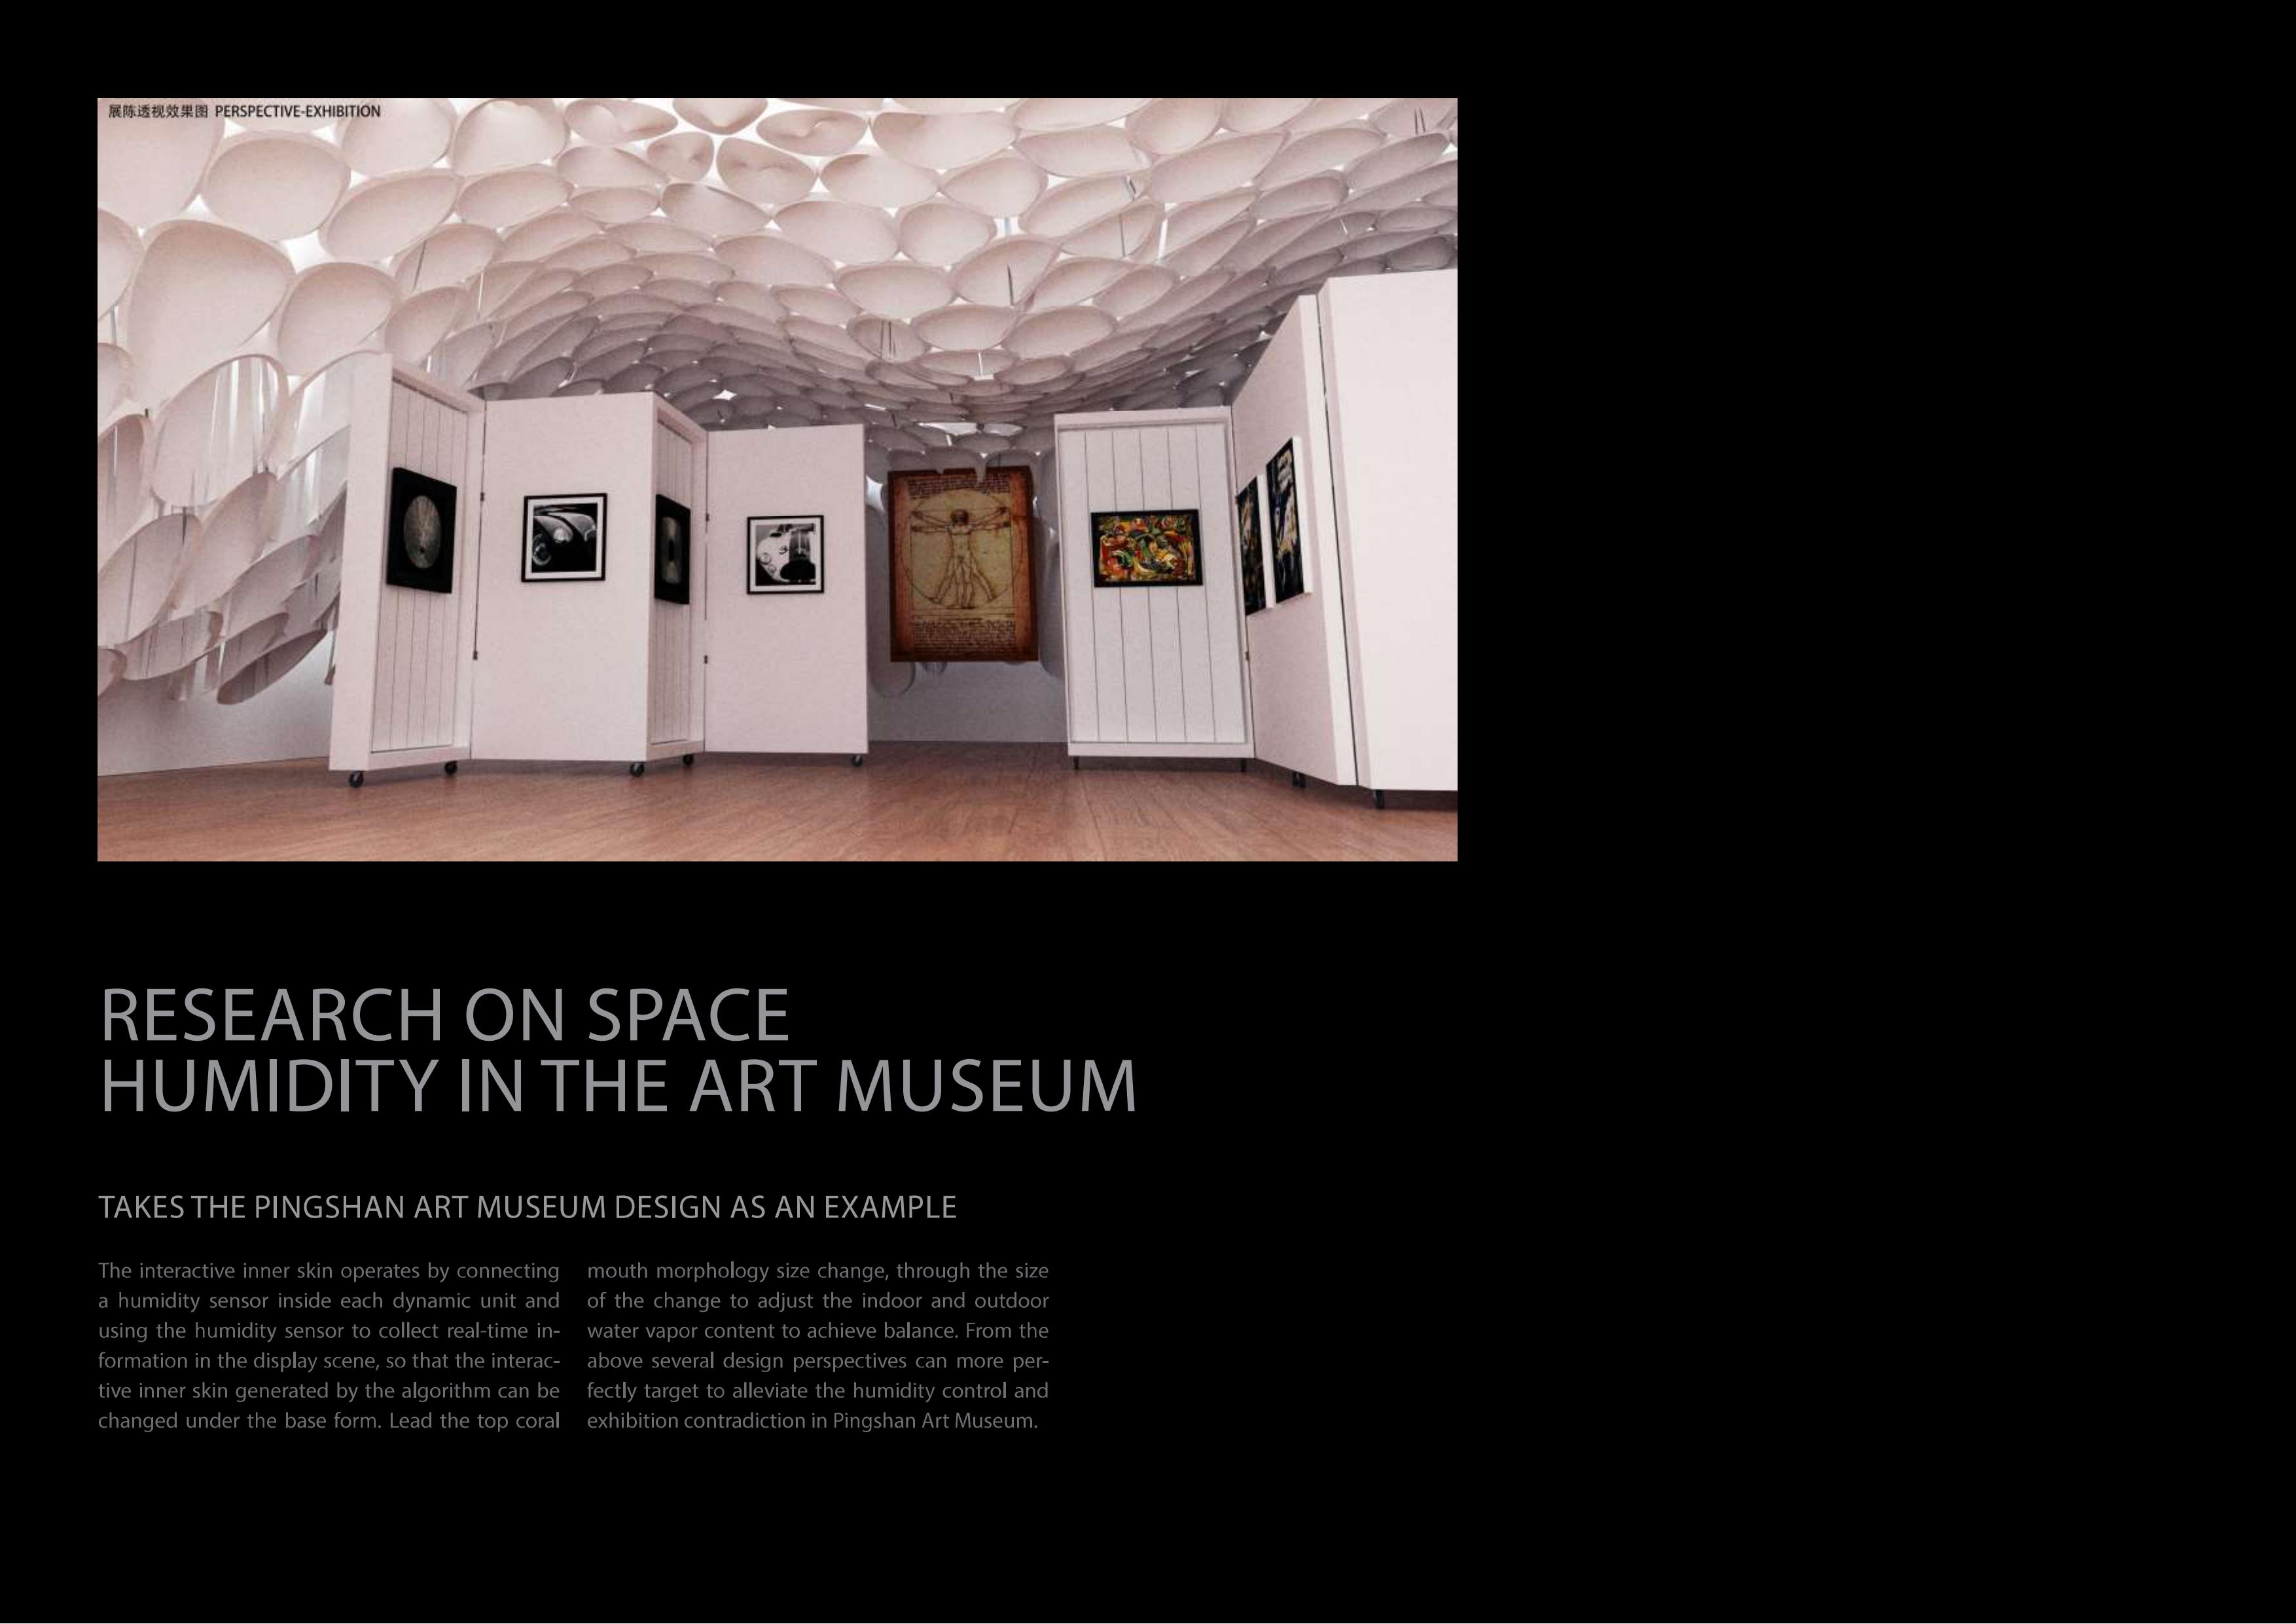 展陈透视效果图 PERSPECTIVE-EXHIBITION
RESEARCH ON SPACE
HUMIDITY IN THE ART MUSEUM
TAKES THE PINGSHAN ART MUSEUM DESIGN AS AN EXAMPLE
The interactive inner skin operates by connecting
a humidity sensor inside each dynamic unit and
using the humidity sensor to collect real-time in-
formation in the display scene, so that the interac-
tive inner skin generated by the algorithm can be
changed under the base form. Lead the top coral
mouth morphology size change, through the size
of the change to adjust the indoor and outdoor
water vapor content to achieve balance. From the
above several design perspectives can more per-
fectly target to alleviate the humidity control and
exhibition contradiction in Pingshan Art Museum.